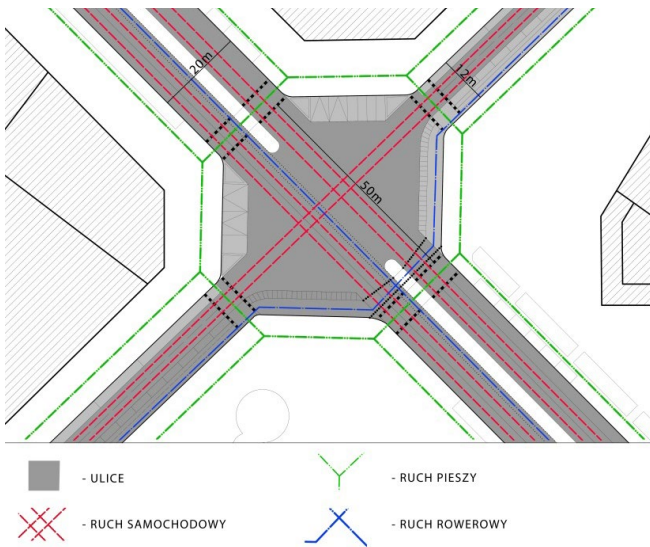 20m
12m
50m
- ULICE
- RUCH PIESZY
- RUCH SAMOCHODOWY
- RUCH ROWEROWY